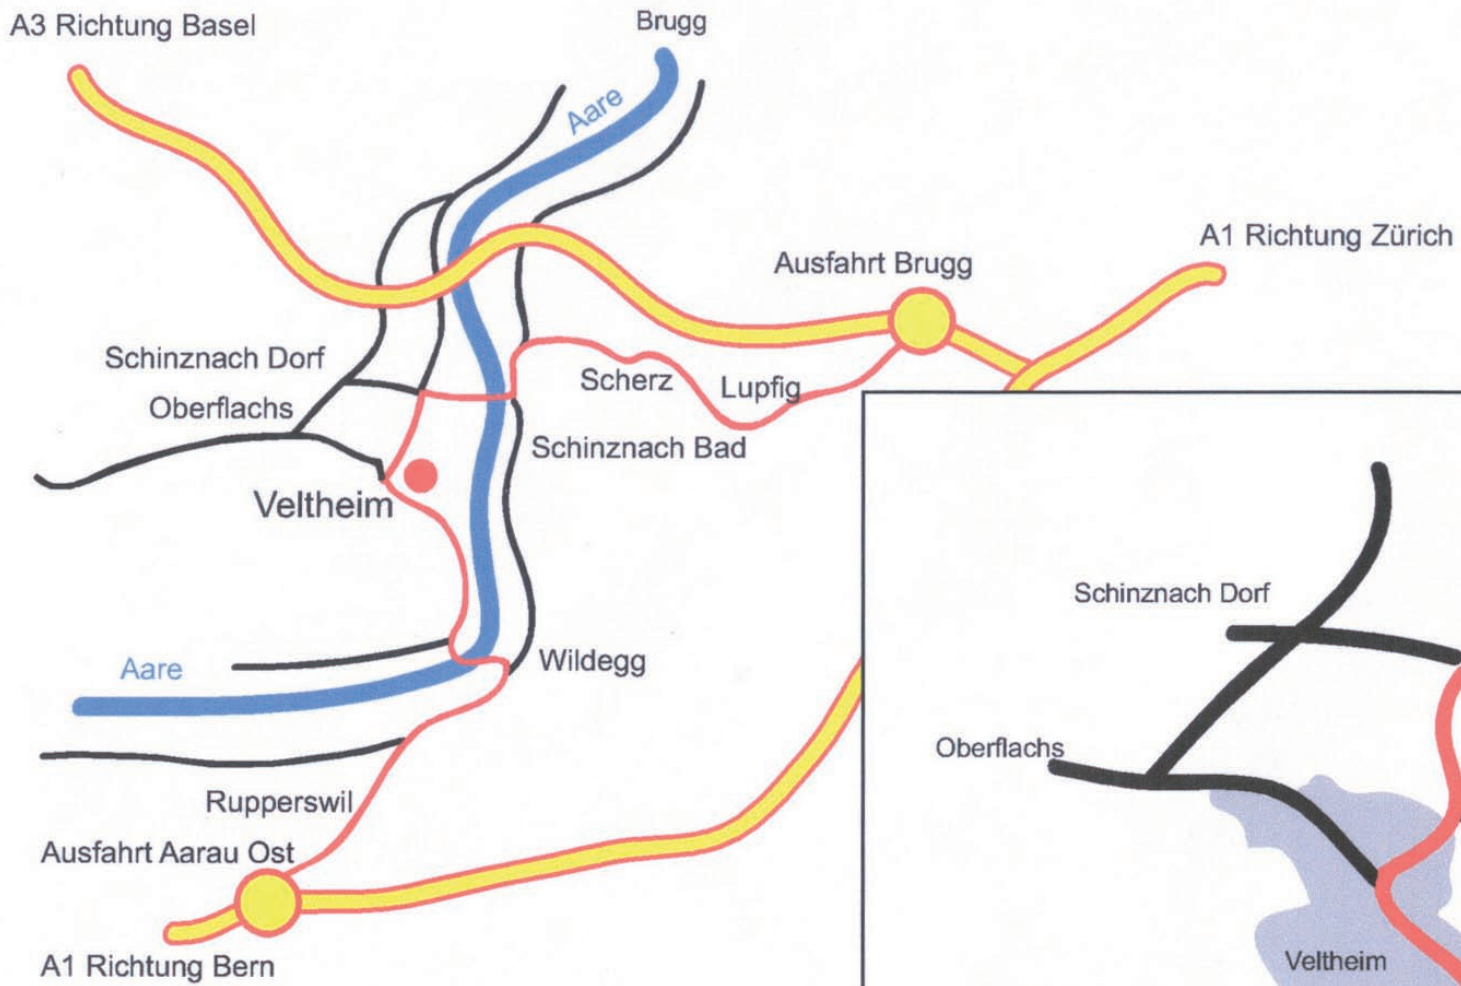 A3 Richtung Basel
Brugg
Aare
A1 Richtung Zürich
Ausfahrt Brugg
Schinznach Dorf
Scherz
Lupfig
Oberflachs
Schinznach Bad
Veltheim
Schinznach Dorf
Aare
Wildegg
Oberflachs
Rupperswil
Ausfahrt Aarau Ost
A1 Richtung Bern
Veltheim